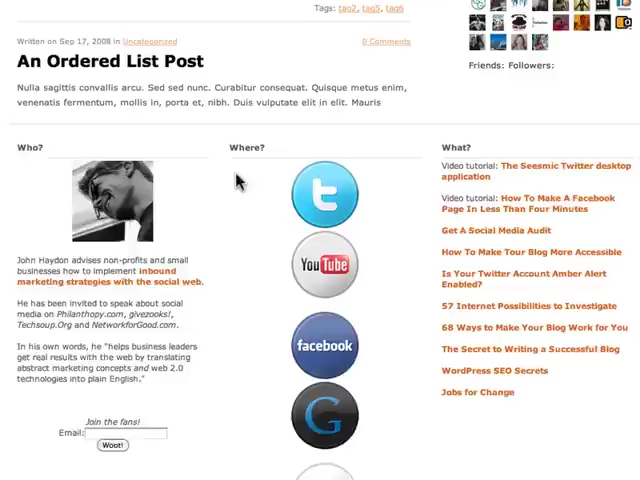 Tags: tag2, tag5, tag6
Written on Sep 17, 2008 in Uncategorized
0 Comments
An Ordered List Post
Nulla sagittis convallis arcu. Sed sed nunc. Curabitur consequat. Quisque metus enim,
venenatis fermentum, mollis in, porta et, nibh. Duis vulputate elit in elit. Mauris
Friends: Followers:
Who?
John Haydon advises non-profits and small
businesses how to implement inbound
marketing strategies with the social web.
He has been invited to speak about social
media on Philanthopy.com, givezooks!,
Techsoup.Org and NetworkforGood.com.
In his own words, he "helps business leaders
get real results with the web by translating
abstract marketing concepts and web 2.0
technologies into plain English."
Join the fans!
Email:
Woot!
Where?
t
YouTube
facebook
G
What?
Video tutorial: The Seesmic Twitter desktop
application
Video tutorial: How To Make A Facebook
Page In Less Than Four Minutes
Get A Social Media Audit
How To Make Tour Blog More Accessible
Is Your Twitter Account Amber Alert
Enabled?
57 Internet Possibilities to Investigate
68 Ways to Make Your Blog Work for You
The Secret to Writing a Successful Blog
WordPress SEO Secrets
Jobs for Change